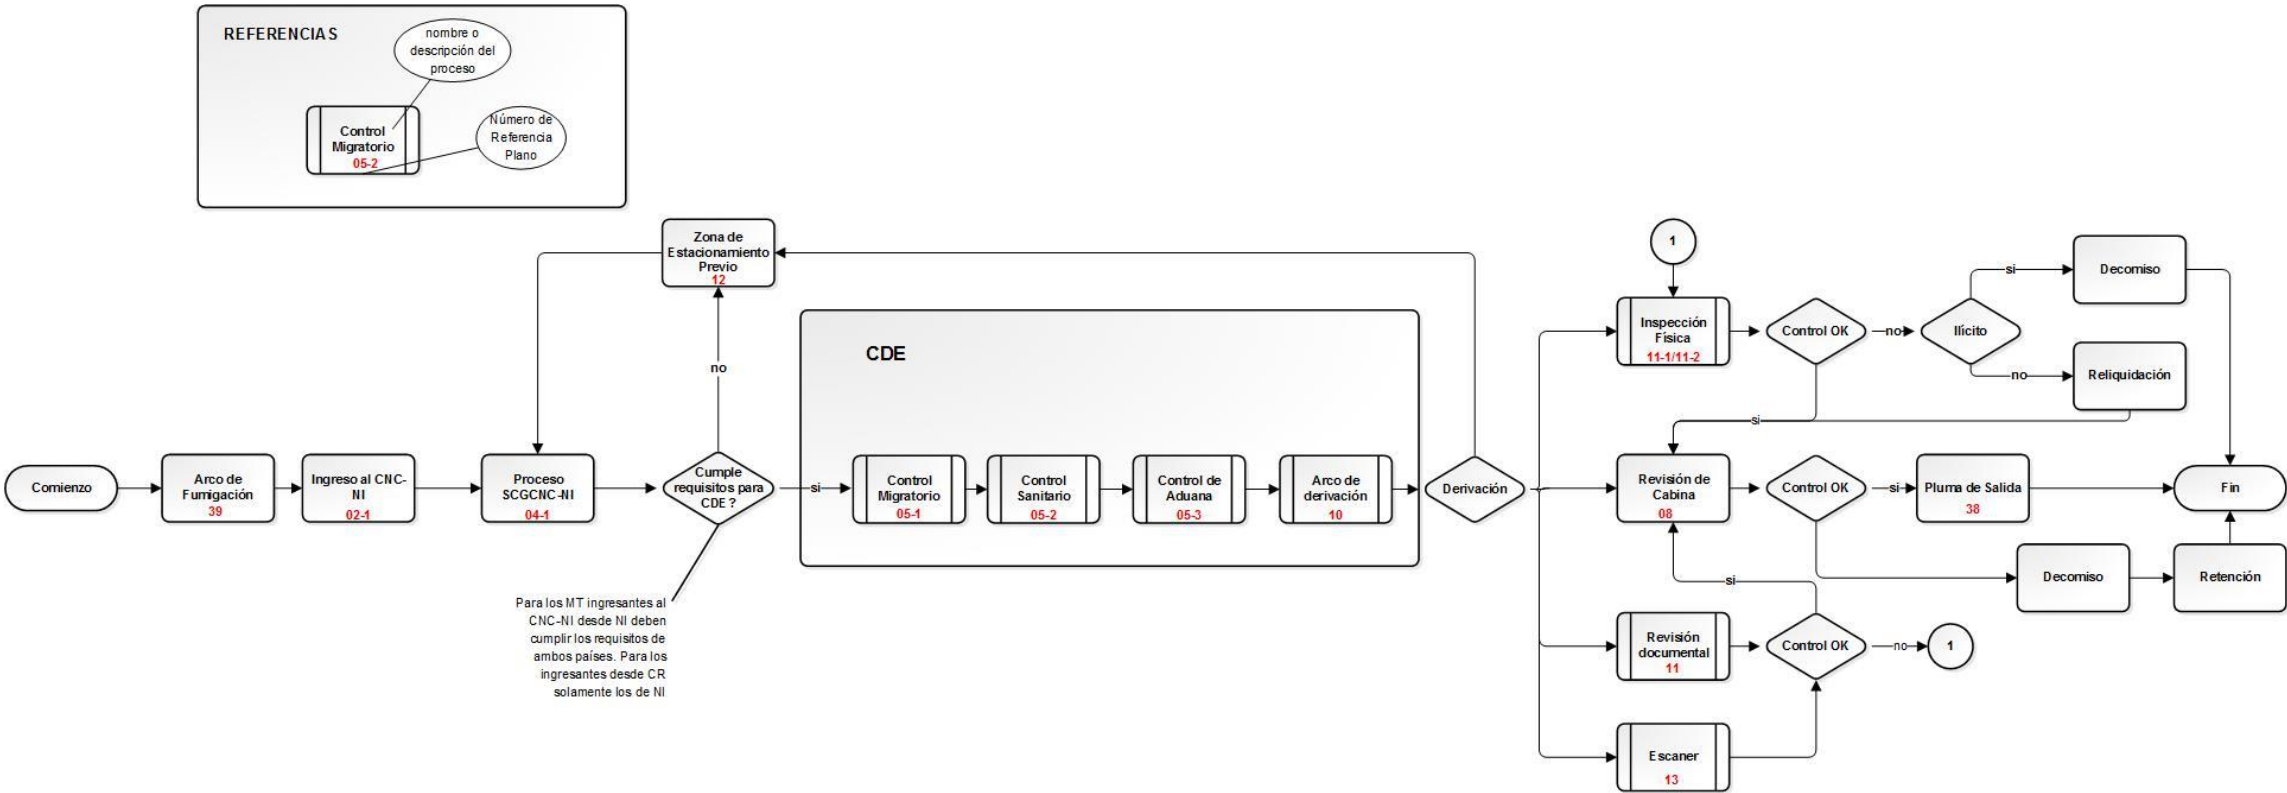 REFERENCIAS
nombre o
descripción del
proceso
Control
Migratorio
05-2
Número de
Referencia
Plano
Zona de
Estacionamiento
Previo
12
no
CDE
Comienzo
Arco de
Fumigación
39
Ingreso al CNC-
NI
02-1
Proceso
SCGCNC-NI
04-1
Cumple
requisitos para
CDE ?
si
Control
Migratorio
05-1
Control
Sanitario
05-2
Control de
Aduana
05-3
Arco de
derivación
10
Derivación
Para los MT ingresantes al
CNC-NI desde NI deben
cumplir los requisitos de
ambos países. Para los
ingresantes desde CR
solamente los de NI
1
Inspección
Física
11-1/11-2
Control OK
no
Ilícito
si
Decomiso
no
Reliquidación
si
Revisión de
Cabina
08
Control OK
si
Pluma de Salida
38
Fin
Decomiso
Retención
si
Revisión
documental
11
Control OK
no
1
Escaner
13